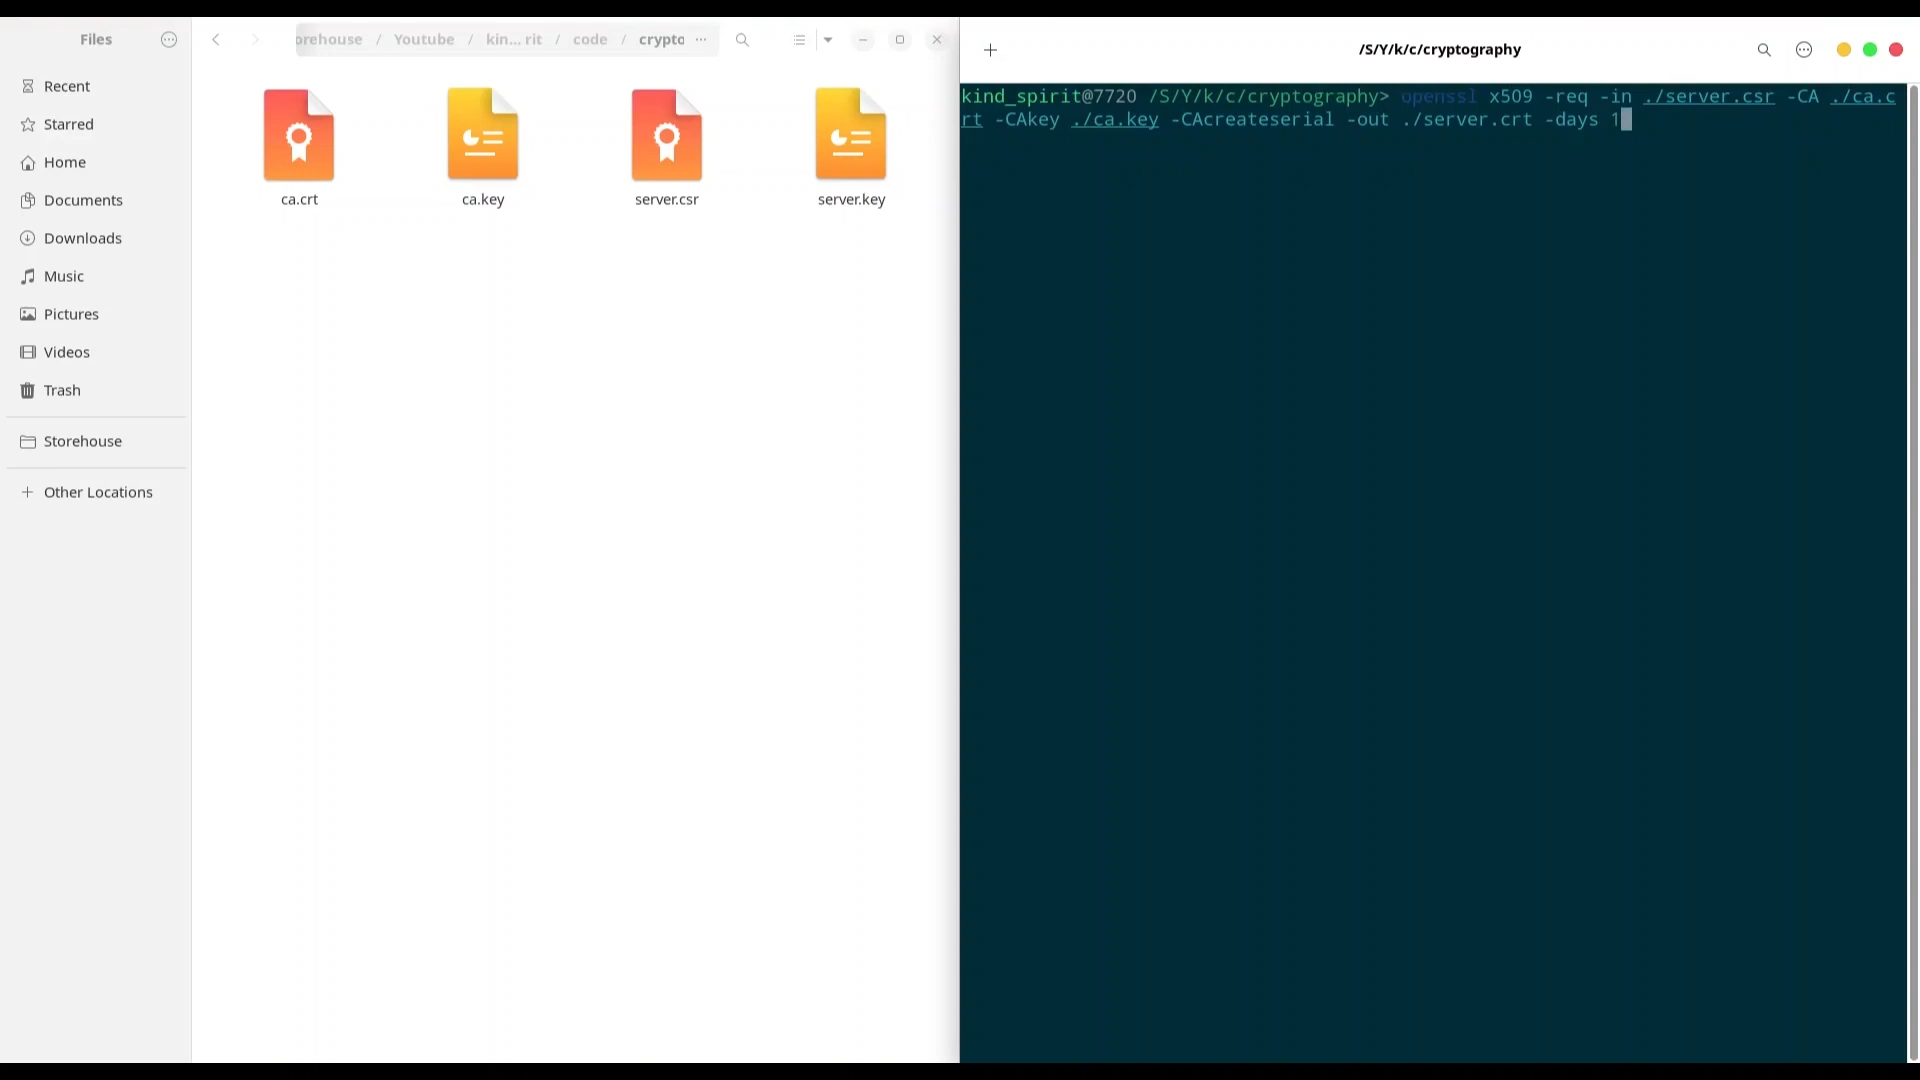 Files
Recent
Starred
Home
Documents
Downloads
Music
Pictures
Videos
Trash
Storehouse
Other Locations
orehouse / Youtube / kin... rit / code / crypto
ca.crt
ca.key
server.csr
server.key
/S/Y/k/c/cryptography
kind_spirit@7720 /S/Y/k/c/cryptography> openssl x509 -req -in ./server.csr -CA ./ca.c
rt -CAkey ./ca.key -CAcreateserial -out ./server.crt -days 1